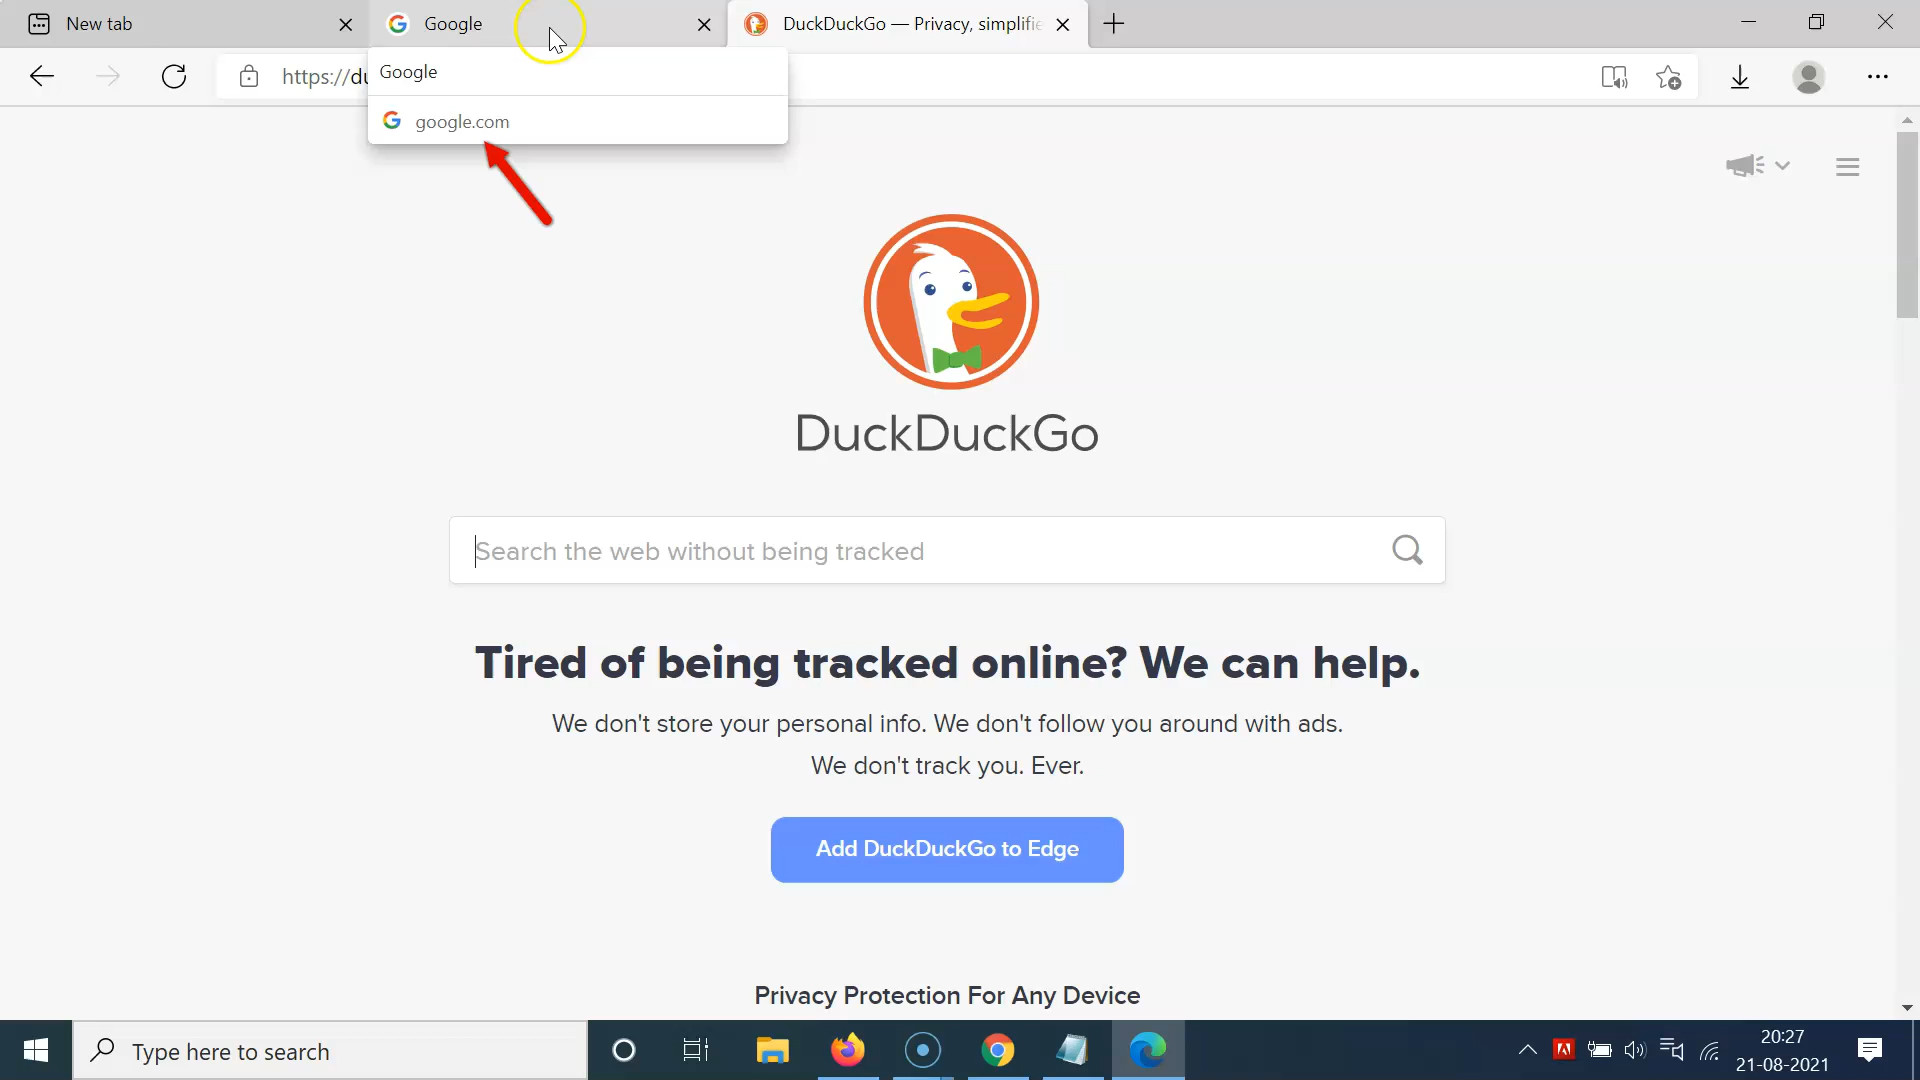 New tab
Google
DuckDuckGo — Privacy, simplifie
https://du
Google
google.com
DuckDuckGo
Search the web without being tracked
Tired of being tracked online? We can help.
We don't store your personal info. We don't follow you around with ads.
We don't track you. Ever.
Add DuckDuckGo to Edge
Privacy Protection For Any Device
Type here to search
20:27
21-08-2021